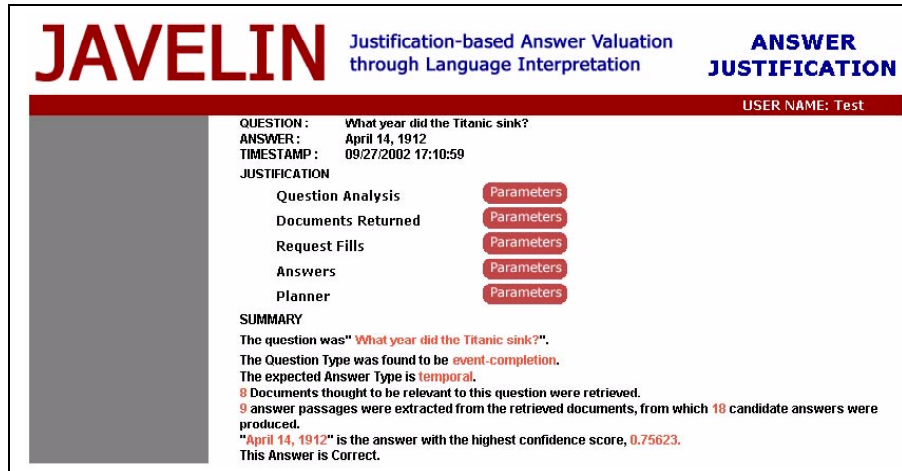 JAVELIN
Justification-based Answer Valuation
through Language Interpretation
ANSWER
JUSTIFICATION
USER NAME: Test
QUESTION : What year did the Titanic sink?
ANSWER : April 14, 1912
TIMESTAMP : 09/27/2002 17:10:59
JUSTIFICATION
Question Analysis Parameters
Documents Returned Parameters
Request Fills Parameters
Answers Parameters
Planner Parameters
SUMMARY
The question was" What year did the Titanic sink?".
The Question Type was found to be event-completion.
The expected Answer Type is temporal.
8 Documents thought to be relevant to this question were retrieved.
9 answer passages were extracted from the retrieved documents, from which 18 candidate answers were
produced.
"April 14, 1912" is the answer with the highest confidence score, 0.75623.
This Answer is Correct.